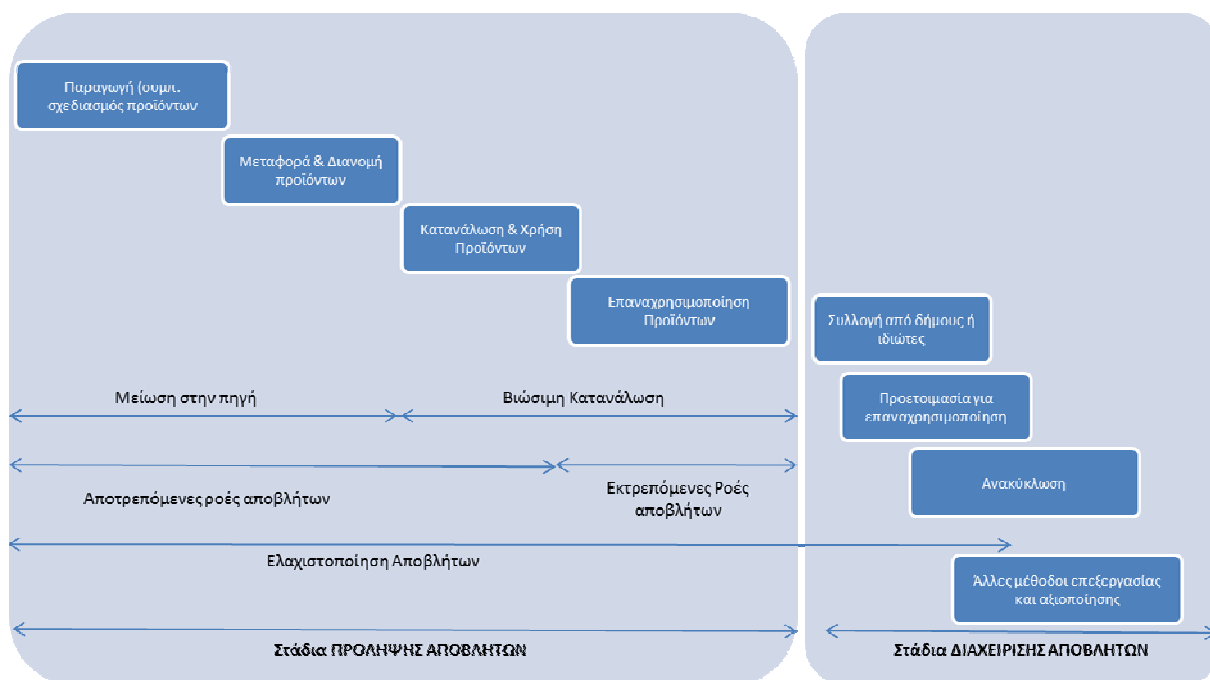 Παραγωγή (συμπ.
σχεδιασμός προϊόντων
Μεταφορά & Διανομή
προϊόντων
Κατανάλωση & Χρήση
Προϊόντων
Επαναχρησιμοποίηση
Προϊόντων
Συλλογή από δήμους ή
ιδιώτες
Προετοιμασία για
επαναχρησιμοποίηση
Ανακύκλωση
Άλλες μέθοδοι επεξεργασίας
και αξιοποίησης
Μείωση στην πηγή
Βιώσιμη Κατανάλωση
Αποτρεπόμενες ροές αποβλήτων
Εκτρεπόμενες Ροές
αποβλήτων
Ελαχιστοποίηση Αποβλήτων
Στάδια ΠΡΟΛΗΨΗΣ ΑΠΟΒΛΗΤΩΝ
Στάδια ΔΙΑΧΕΙΡΙΣΗΣ ΑΠΟΒΛΗΤΩΝ